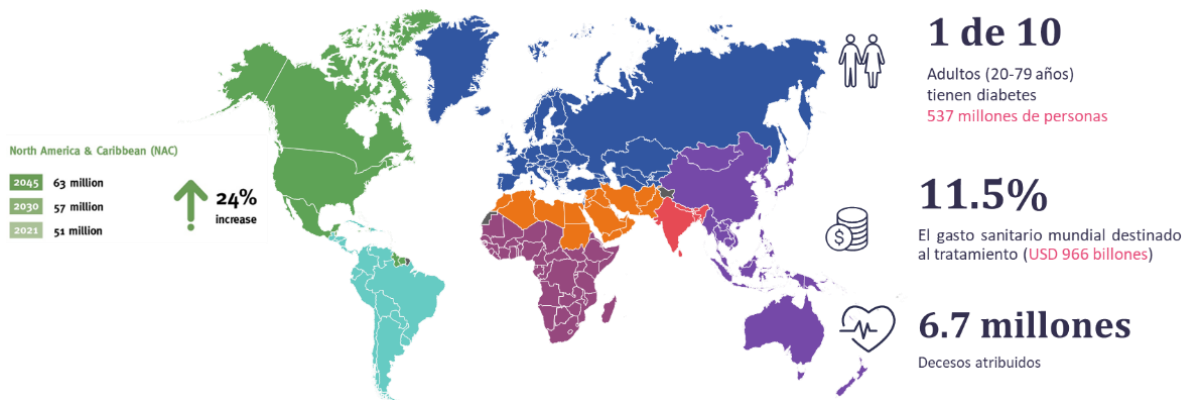 North America & Caribbean (NAC)
2045 63 million
2030 57 million
2021 51 million
24%
increase
1 de 10
Adultos (20-79 años)
tienen diabetes
537 millones de personas
11.5%
El gasto sanitario mundial destinado
al tratamiento (USD 966 billones)
$
6.7 millones
Decesos atribuidos